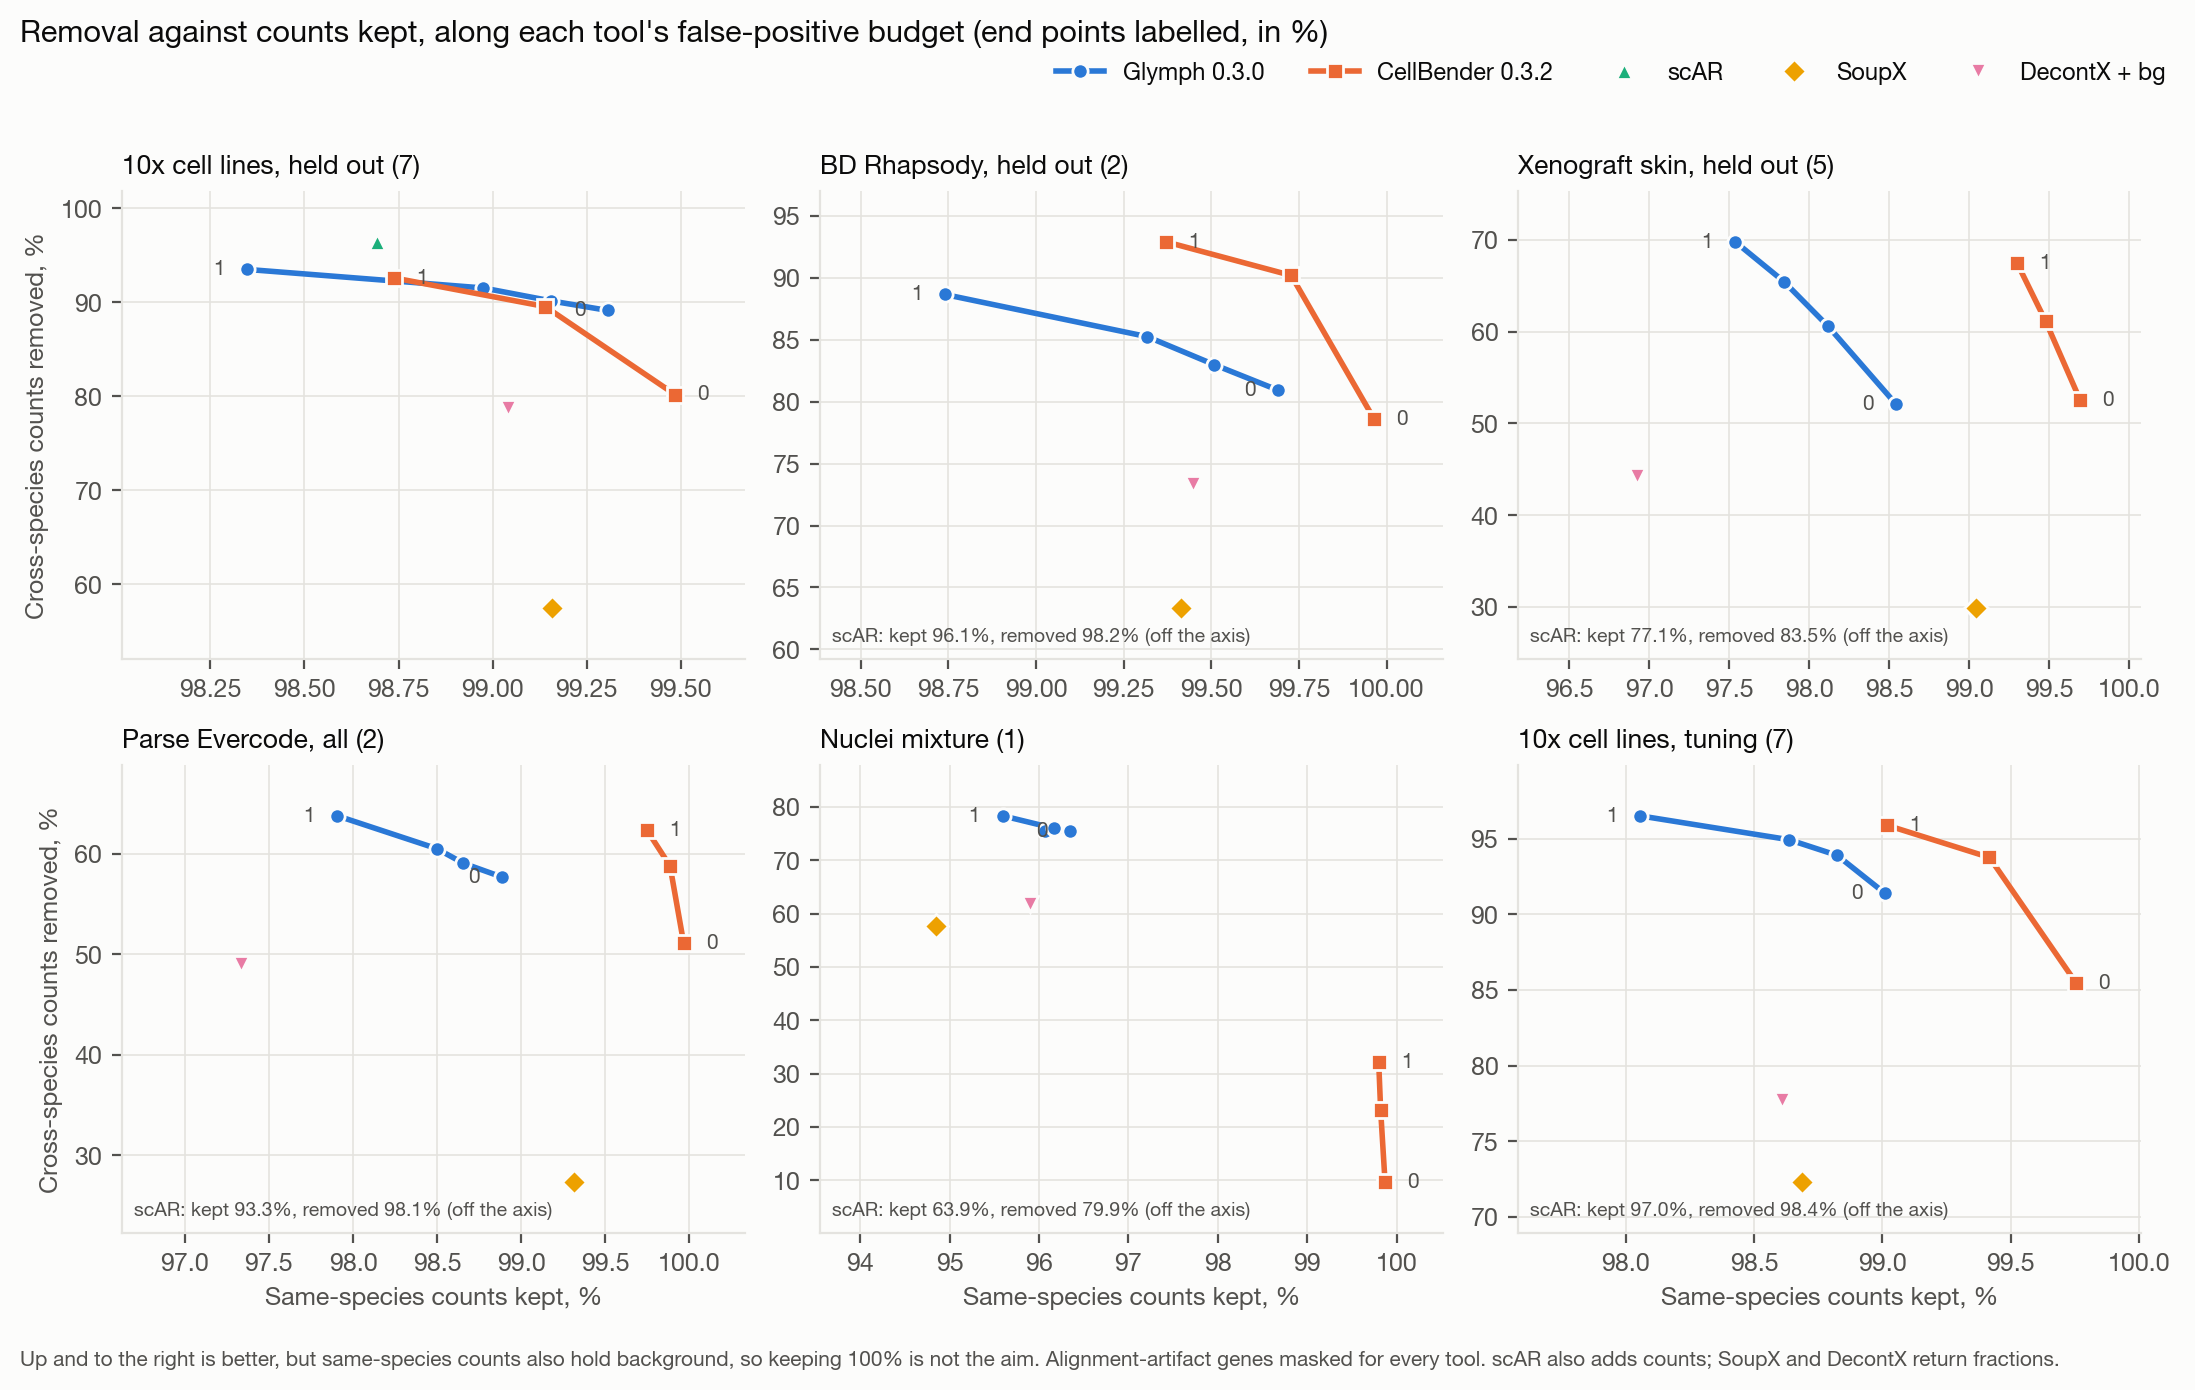 Removal against counts kept, along each tool's false-positive budget (end points labelled, in %)
Glymph 0.3.0 CellBender 0.3.2 scAR SoupX DecontX + bg
10x cell lines, held out (7)
Cross-species counts removed, %
100
90
80
70
60
1
1
0
0
98.25 98.50 98.75 99.00 99.25 99.50
BD Rhapsody, held out (2)
95
90
85
80
75
70
65
60
1
1
0
0
scAR: kept 96.1%, removed 98.2% (off the axis)
98.50 98.75 99.00 99.25 99.50 99.75 100.00
Xenograft skin, held out (5)
70
60
50
40
30
1
1
0
0
scAR: kept 77.1%, removed 83.5% (off the axis)
96.5 97.0 97.5 98.0 98.5 99.0 99.5 100.0
Parse Evercode, all (2)
Cross-species counts removed, %
60
50
40
30
1
1
0
0
scAR: kept 93.3%, removed 98.1% (off the axis)
97.0 97.5 98.0 98.5 99.0 99.5 100.0
Same-species counts kept, %
Nuclei mixture (1)
80
70
60
50
40
30
20
10
1
0
1
0
scAR: kept 63.9%, removed 79.9% (off the axis)
94 95 96 97 98 99 100
Same-species counts kept, %
10x cell lines, tuning (7)
95
90
85
80
75
70
1
1
0
0
scAR: kept 97.0%, removed 98.4% (off the axis)
98.0 98.5 99.0 99.5 100.0
Same-species counts kept, %
Up and to the right is better, but same-species counts also hold background, so keeping 100% is not the aim. Alignment-artifact genes masked for every tool. scAR also adds counts; SoupX and DecontX return fractions.